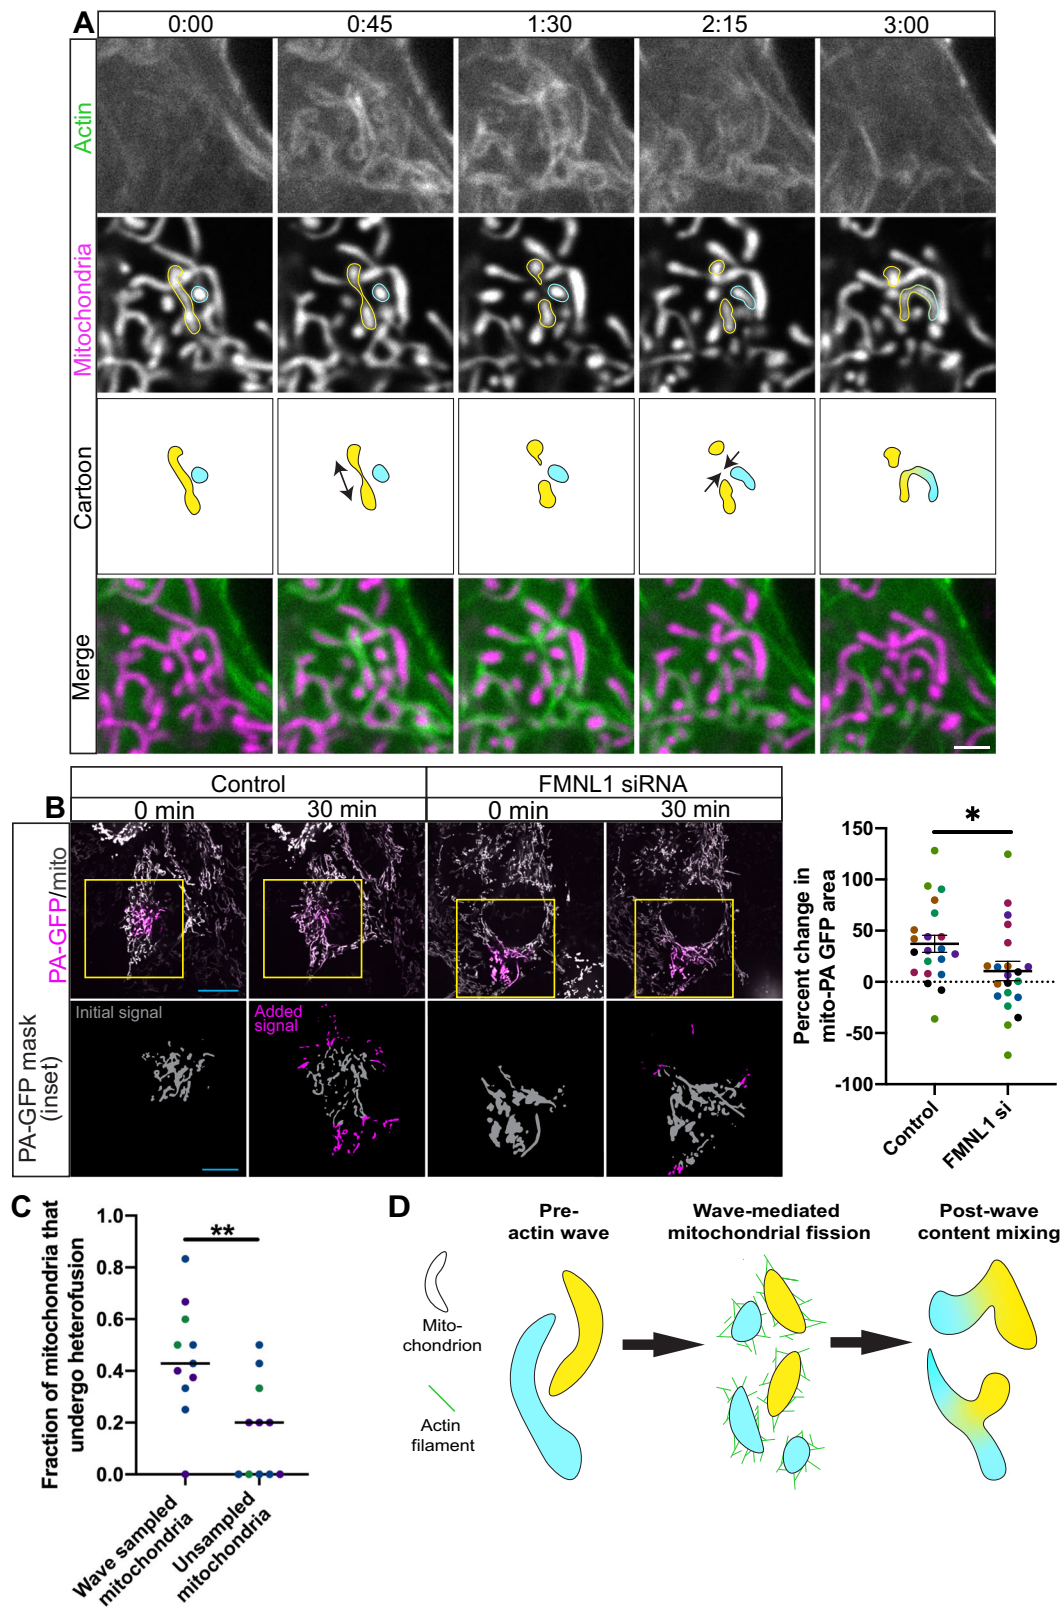 A
0:00 0:45 1:30 2:15 3:00
Actin
Mitochondria
Cartoon
Merge
B
Control FMNL1 siRNA
0 min 30 min 0 min 30 min
PA-GFP/mito
PA-GFP mask
(inset)
Initial signal
Added
signal
Percent change in
mito-PA GFP area
150
100
50
0
-50
-100
*
Control
FMNL1 si
C
Fraction of mitochondria that
undergo heterofusion
1.0
0.8
0.6
0.4
0.2
0.0
**
Wave sampled
mitochondria
Unsampled
mitochondria
D
Pre-
actin wave
Wave-mediated
mitochondrial fission
Post-wave
content mixing
Mito-
chondrion
Actin
filament